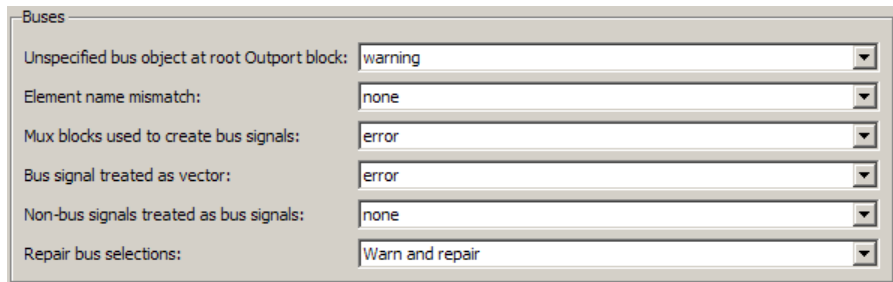 Buses
Unspecified bus object at root Outport block: warning
Element name mismatch: none
Mux blocks used to create bus signals: error
Bus signal treated as vector: error
Non-bus signals treated as bus signals: none
Repair bus selections: Warn and repair